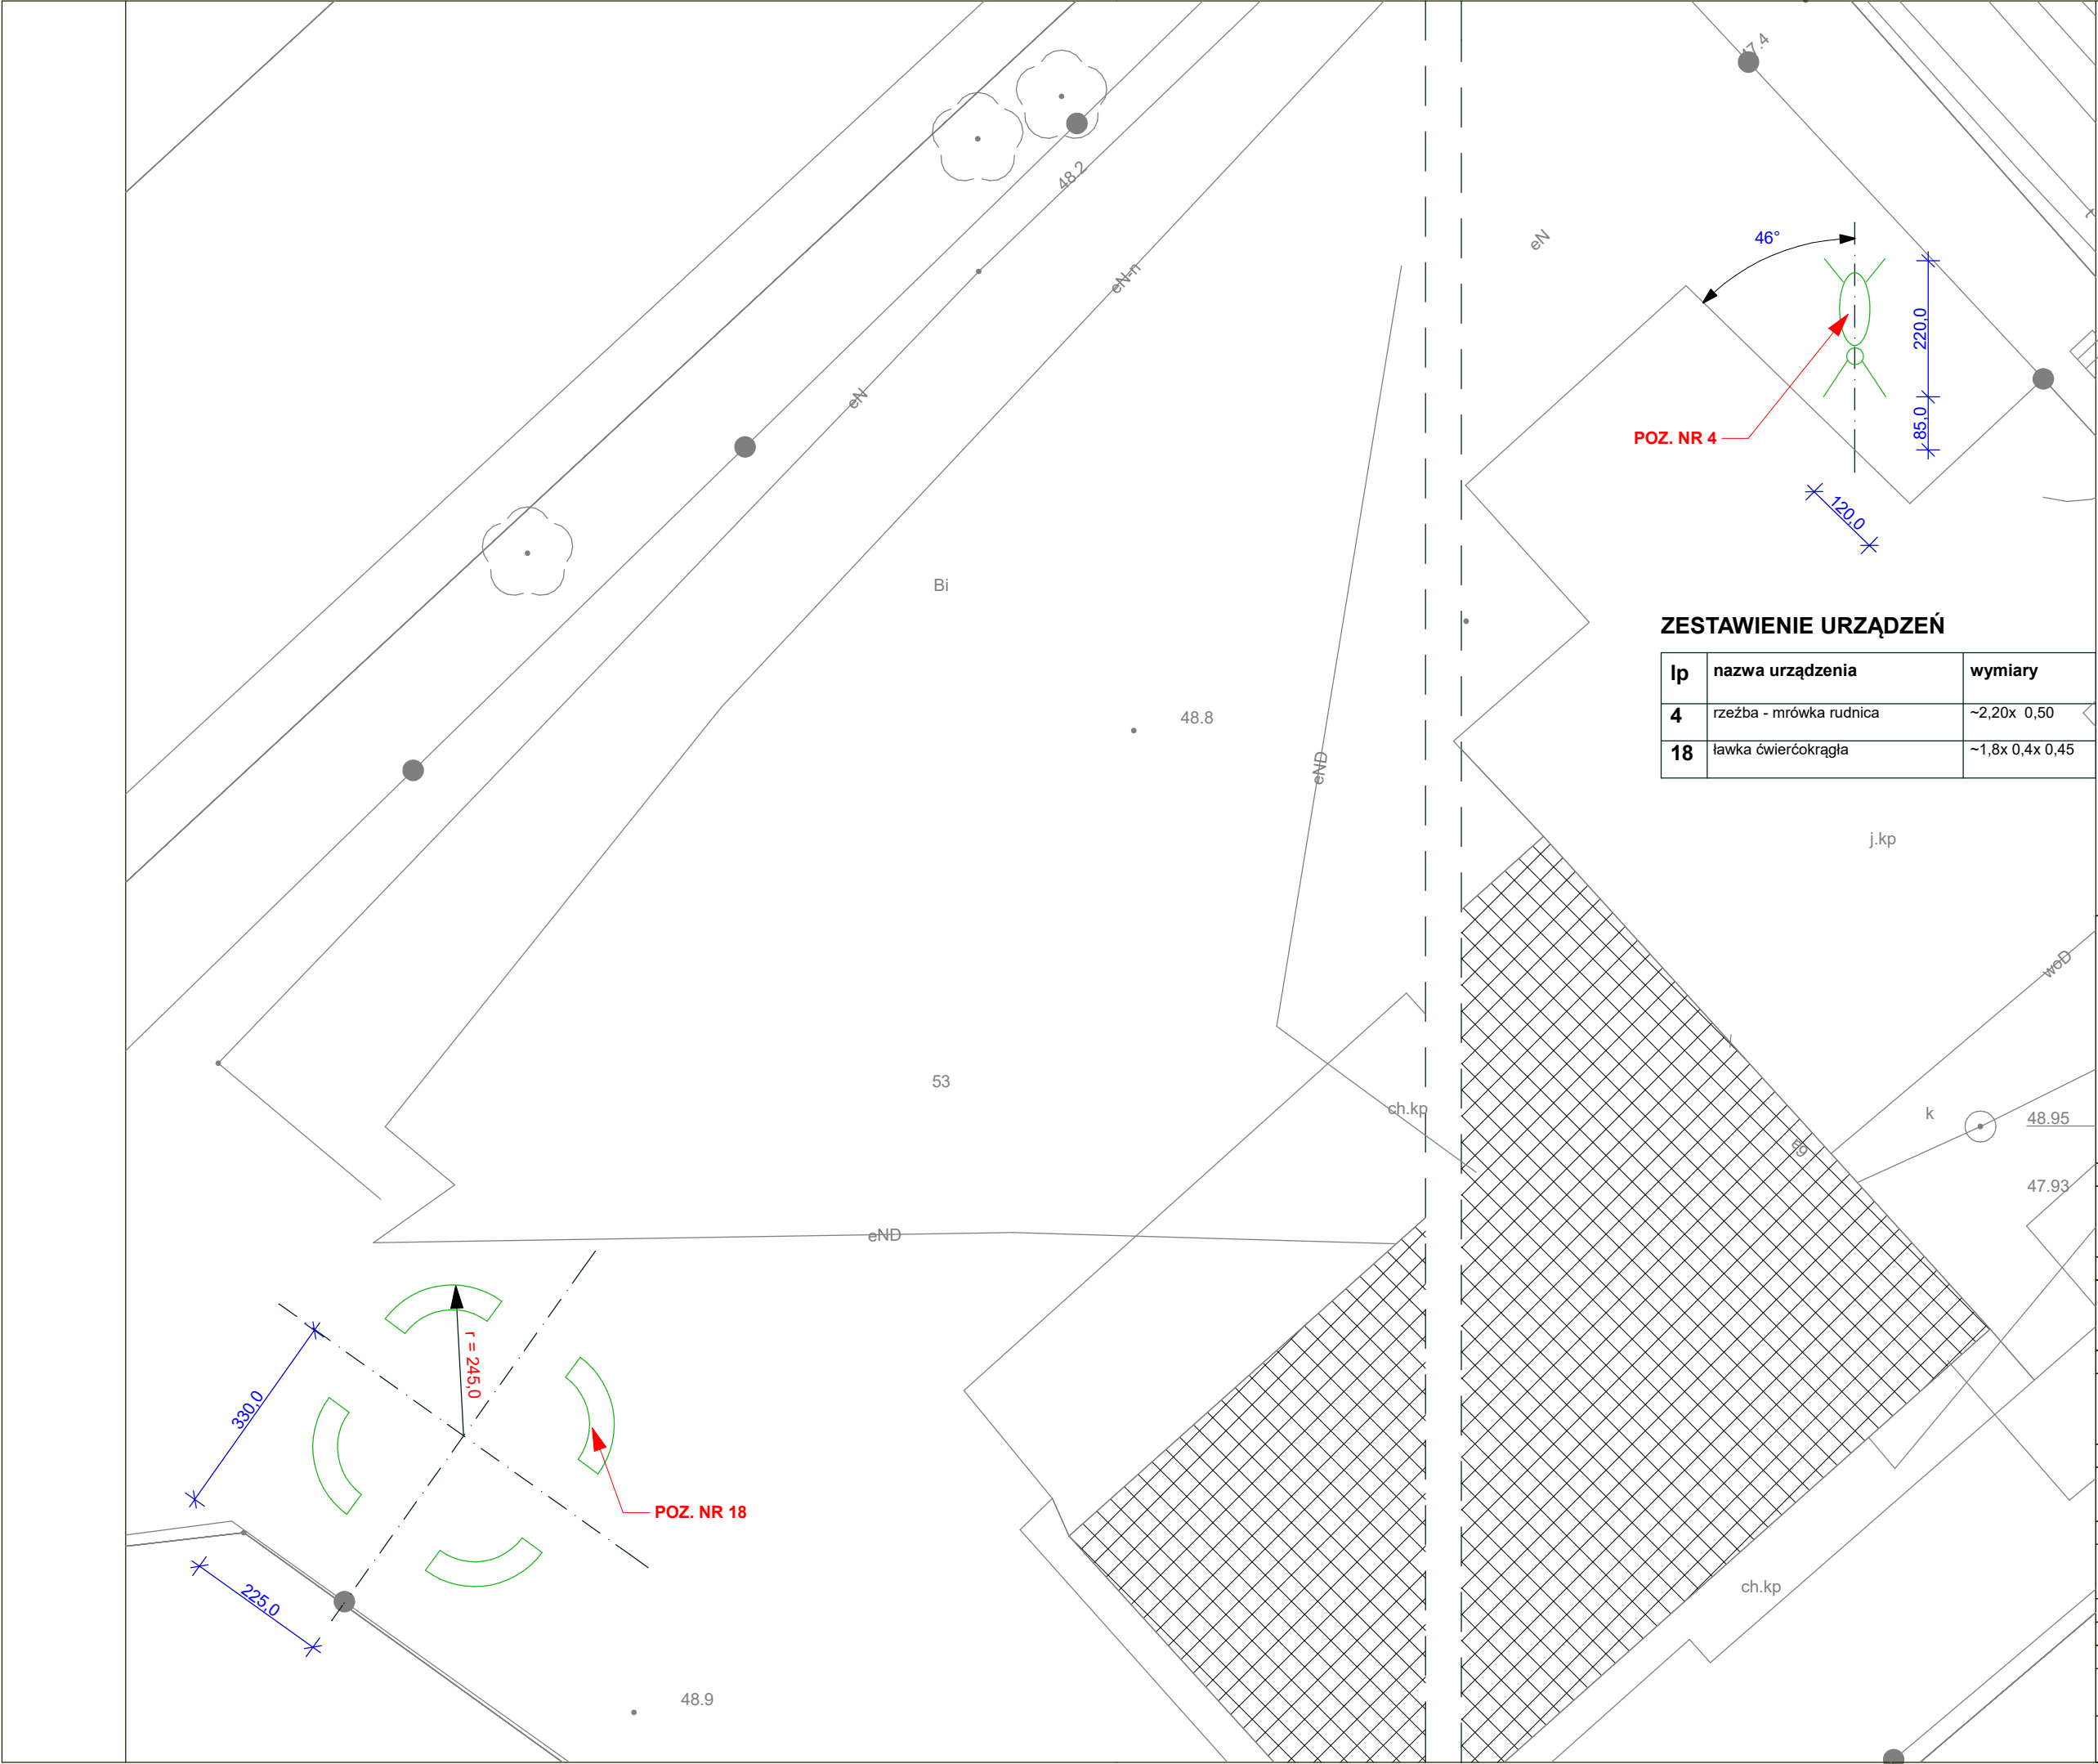 47.4
48.2
eN
46°
eN-n
220,0
eN
85,0
POZ. NR 4
120,0
Bi
ZESTAWIENIE URZĄDZEŃ
lp nazwa urządzenia wymiary
4 rzeźba - mrówka rudnica ~2,20x 0,50
18 ławka ćwierćokrągła ~1,8x 0,4x 0,45
48.8
eND
j.kp
woD
53
ch.kp
k
48.95
47.93
eND
r = 245,0
330,0
POZ. NR 18
225,0
ch.kp
48.9